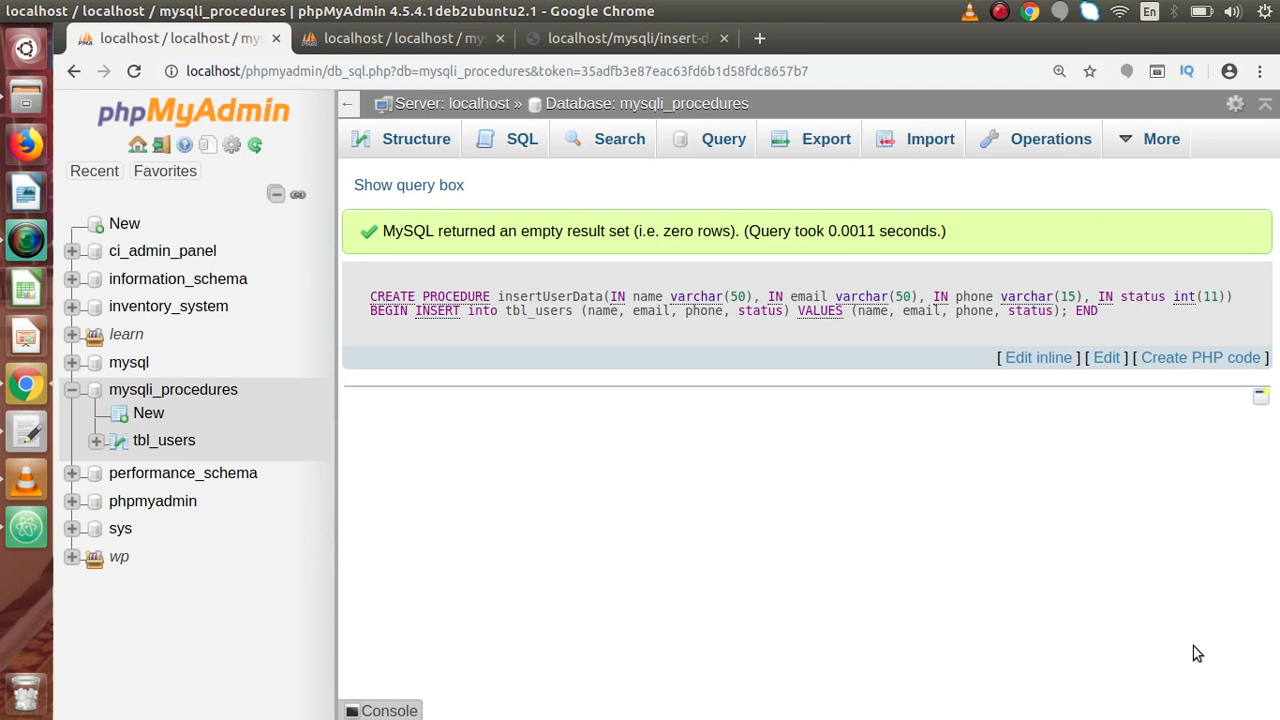 localhost / localhost / mysqli_procedures | phpMyAdmin 4.5.4.1deb2ubuntu2.1 - Google Chrome
En
localhost / localhost / mys
localhost / localhost / my
localhost/mysqli/insert-d
localhost/phpmyadmin/db_sql.php?db=mysqli_procedures&token=35adfb3e87eac63fd6b1d58fdc8657b7
IQ
phpMyAdmin
Recent
Favorites
New
ci_admin_panel
information_schema
inventory_system
learn
mysql
mysqli_procedures
New
tbl_users
performance_schema
phpmyadmin
sys
wp
Server: localhost » Database: mysqli_procedures
Structure
SQL
Search
Query
Export
Import
Operations
More
Show query box
MySQL returned an empty result set (i.e. zero rows). (Query took 0.0011 seconds.)
CREATE PROCEDURE insertUserData(IN name varchar(50), IN email varchar(50), IN phone varchar(15), IN status int(11))
BEGIN INSERT into tbl_users (name, email, phone, status) VALUES (name, email, phone, status); END
[ Edit inline ] [ Edit ] [ Create PHP code ]
Console